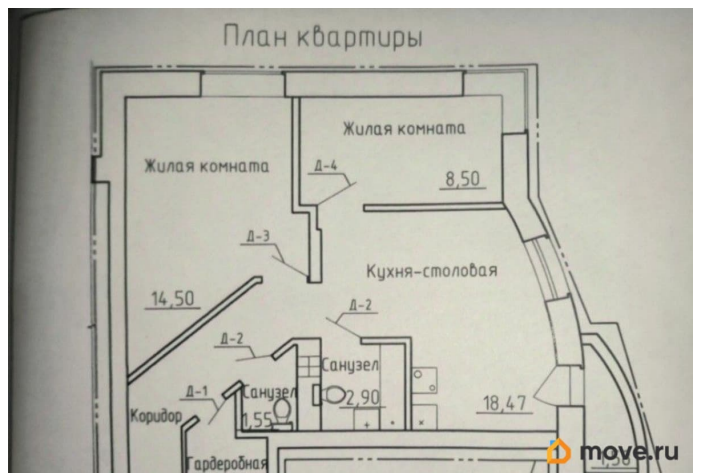 План квартиры
Жилая комната
Жилая комната
Д-4
8,50
Д-3
Кухня-столовая
14,50
Д-2
Д-2
Санузел
Д-1
Санузел
2,90
18,47
Коридор
1,55
Гардеробная
move.ru